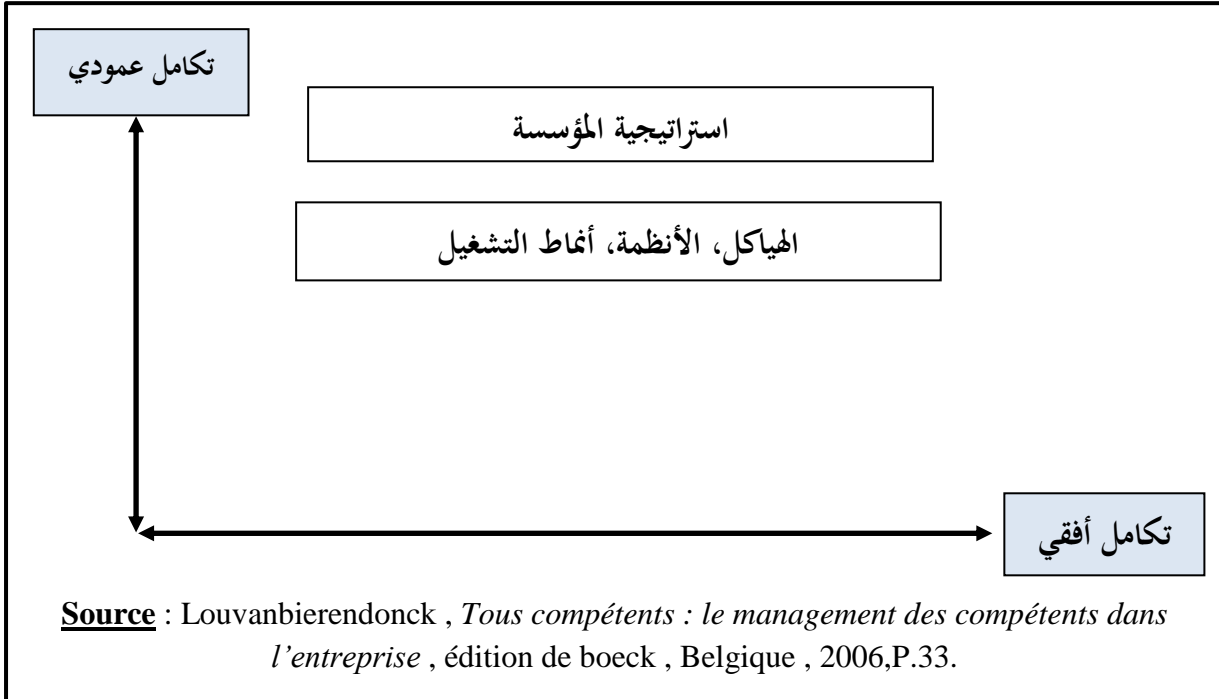 تكامل عمودي
استراتيجية المؤسسة
الهياكل، الأنظمة، أنماط التشغيل
تكامل أفقي
Source : Louvanbierendonck , Tous compétents : le management des compétents dans
l’entreprise , édition de boeck , Belgique , 2006,P.33.